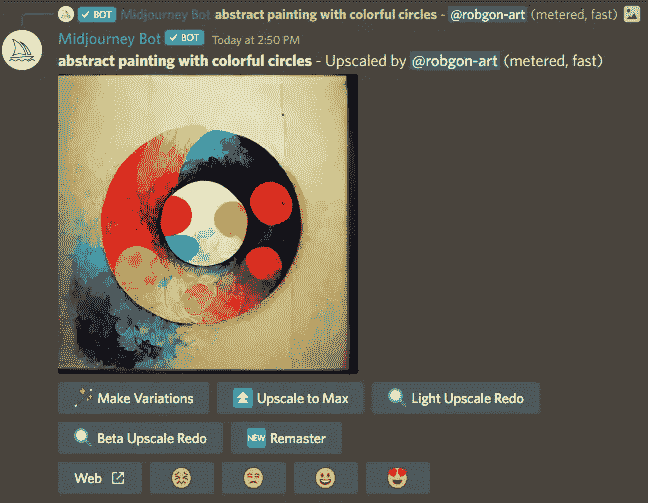 ✔ BOT Midjourney Bot abstract painting with colorful circles - @robgon-art (metered, fast)
Midjourney Bot ✔ BOT Today at 2:50 PM
abstract painting with colorful circles - Upscaled by @robgon-art (metered, fast)
Make Variations Upscale to Max Light Upscale Redo
Beta Upscale Redo NEW Remaster
Web